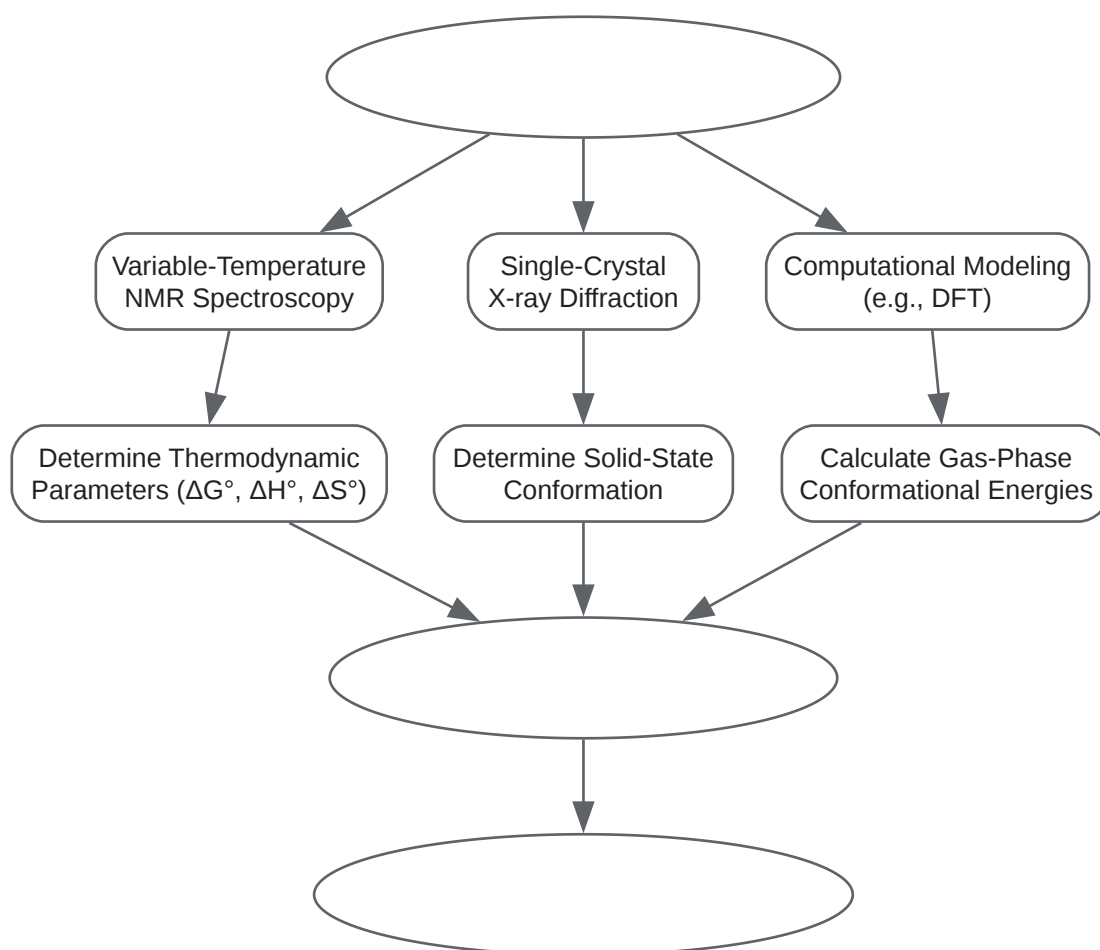 Variable-Temperature
NMR Spectroscopy
Single-Crystal
X-ray Diffraction
Computational Modeling
(e.g., DFT)
Determine Thermodynamic
Parameters (ΔG°, ΔH°, ΔS°)
Determine Solid-State
Conformation
Calculate Gas-Phase
Conformational Energies